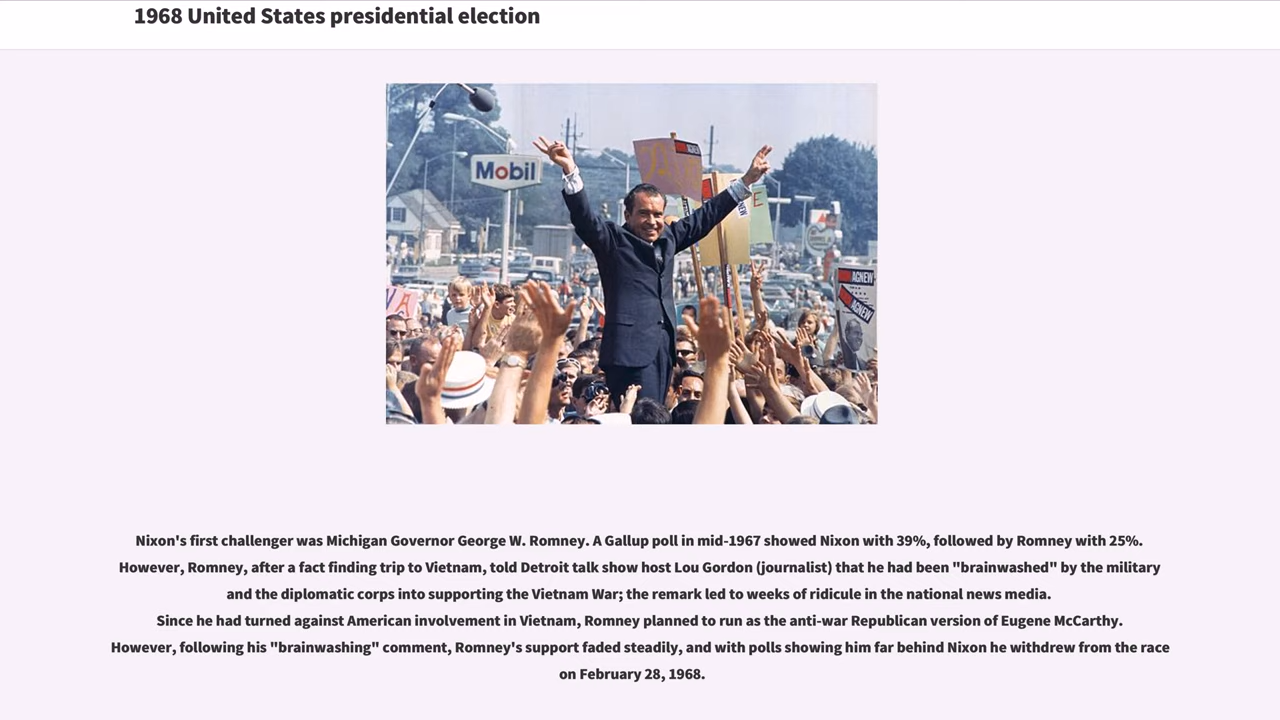 1968 United States presidential election
Mobil
AGNEW
NEW
E
A
AGNEW
AGNEW
Nixon's first challenger was Michigan Governor George W. Romney. A Gallup poll in mid-1967 showed Nixon with 39%, followed by Romney with 25%.
However, Romney, after a fact finding trip to Vietnam, told Detroit talk show host Lou Gordon (journalist) that he had been "brainwashed" by the military
and the diplomatic corps into supporting the Vietnam War; the remark led to weeks of ridicule in the national news media.
Since he had turned against American involvement in Vietnam, Romney planned to run as the anti-war Republican version of Eugene McCarthy.
However, following his "brainwashing" comment, Romney's support faded steadily, and with polls showing him far behind Nixon he withdrew from the race
on February 28, 1968.